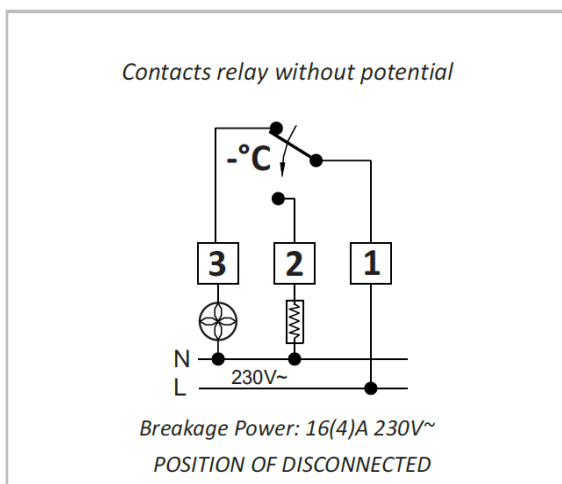 Contacts relay without potential
-°C
3 2 1
N
230V~
L
Breakage Power: 16(4)A 230V~
POSITION OF DISCONNECTED